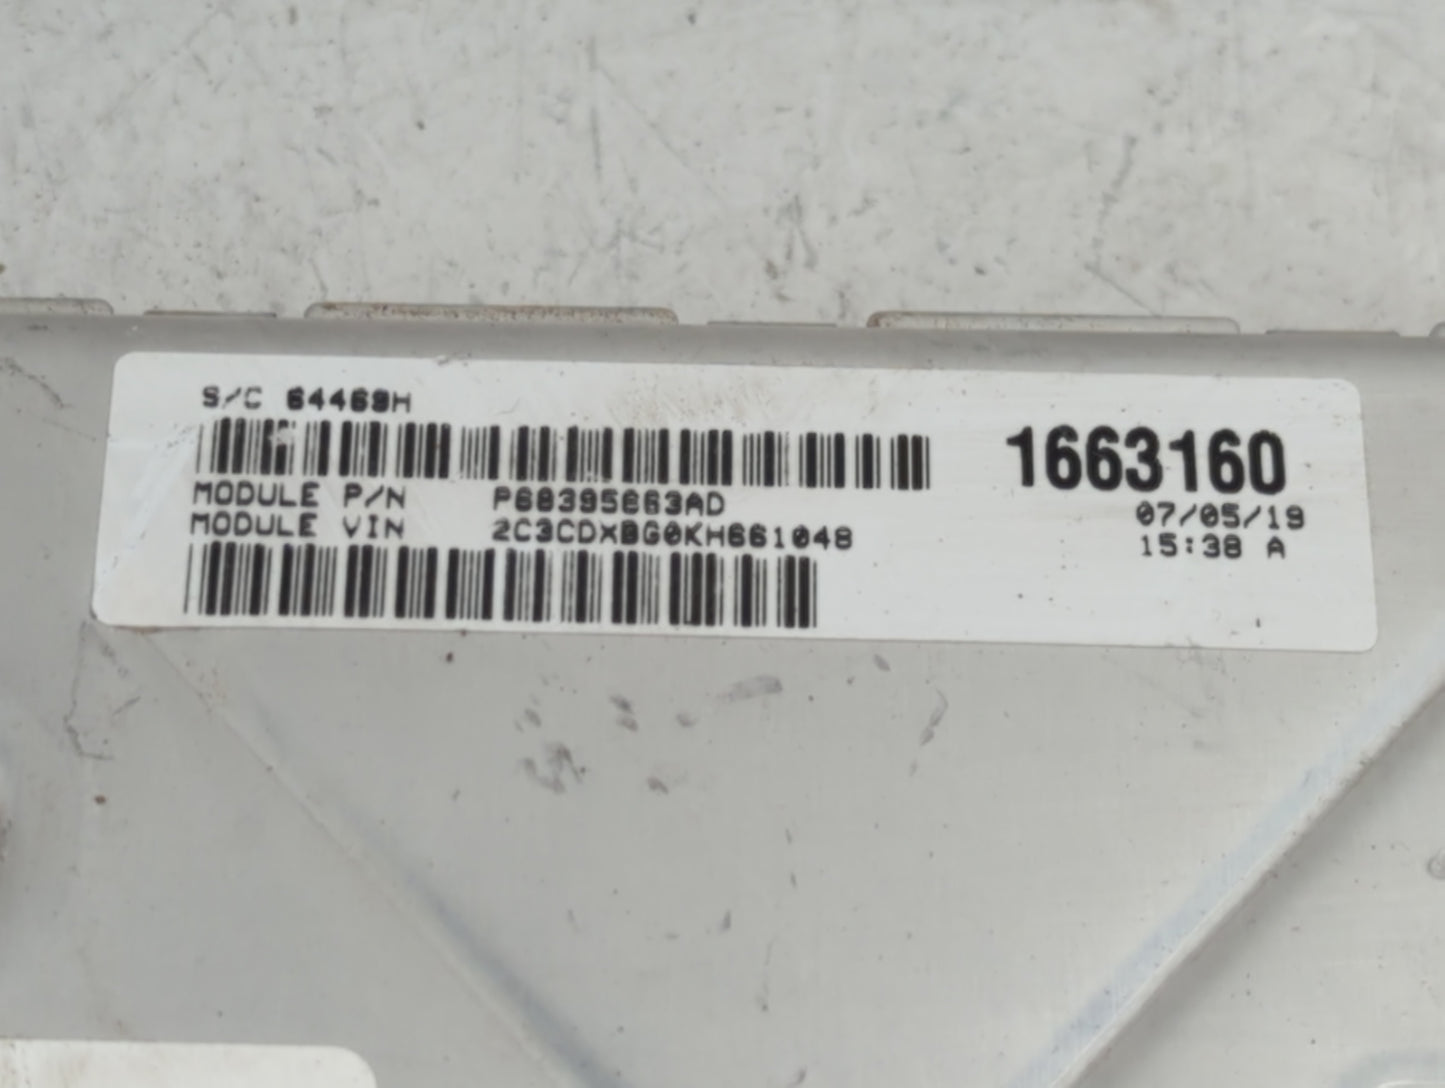 S/C 64469H
1663160
MODULE P/N P68395663AD
07/05/19
MODULE VIN 2C3CDXBG0KH661048
15:38 A